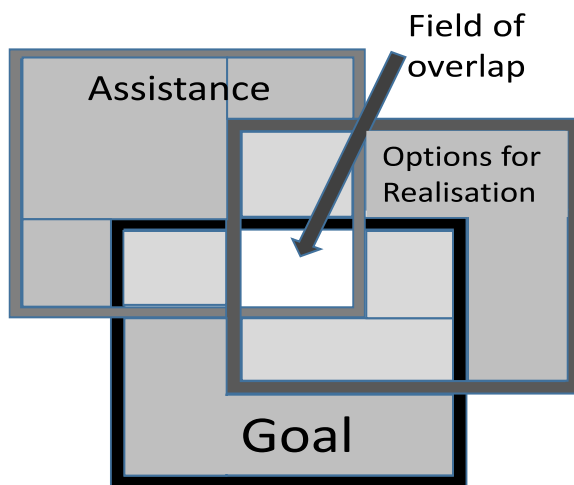 Field of
overlap
Assistance
Options for
Realisation
Goal